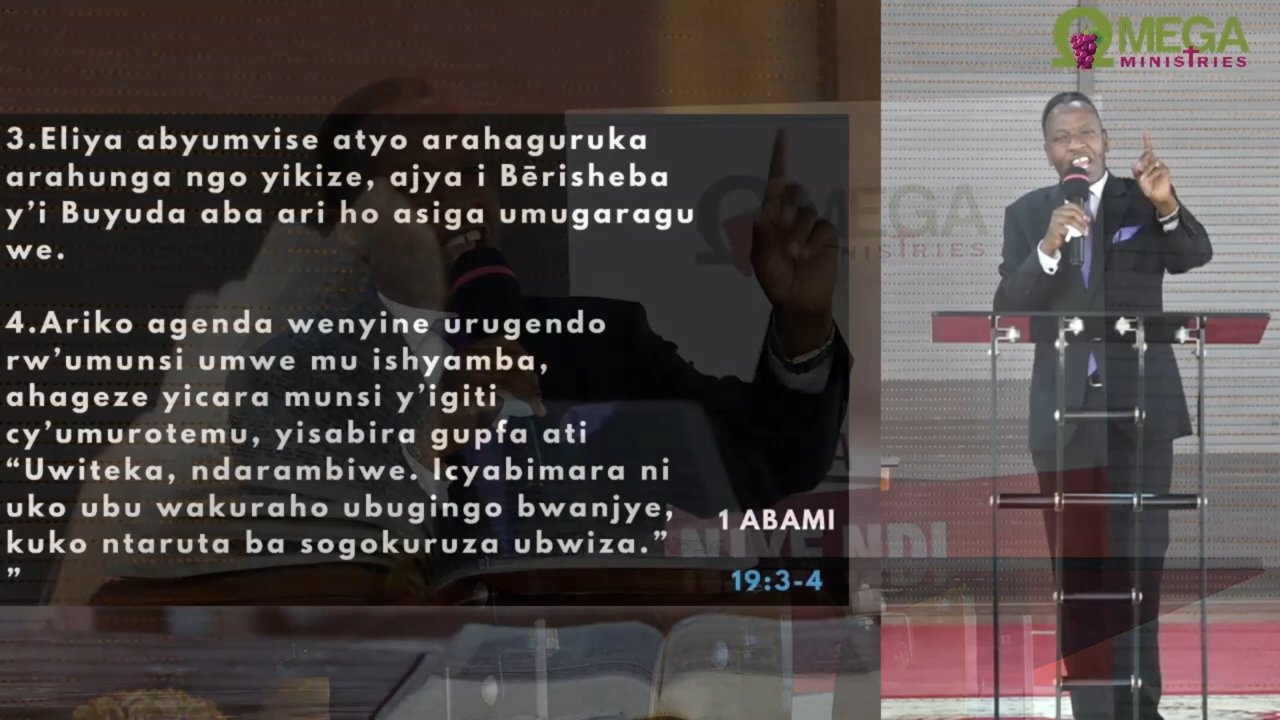 ΩMEGA
MINISTRIES
3.Eliya abyumvise atyo arahaguruka
arahunga ngo yikize, ajya i Bērisheba
y’i Buyuda aba ari ho asiga umugaragu
we.
4.Ariko agenda wenyine urugendo
rw’umunsi umwe mu ishyamba,
ahageze yicara munsi y’igiti
cy’umurotemu, yisabira gupfa ati
“Uwiteka, ndarambiwe. Icyabimara ni
uko ubu wakuraho ubugingo bwanjye,
kuko ntaruta ba sogokuruza ubwiza.”
”
1 ABAMI
19:3-4